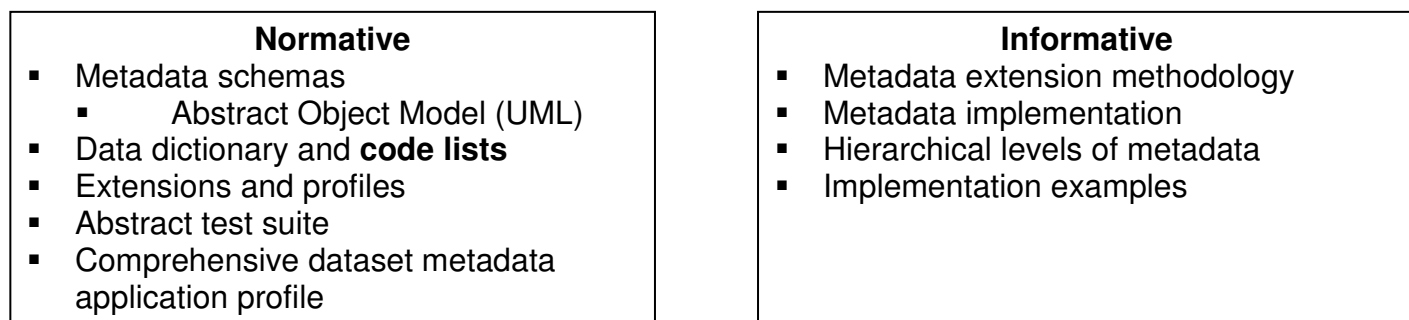 Normative
▪ Metadata schemas
▪ Abstract Object Model (UML)
▪ Data dictionary and code lists
▪ Extensions and profiles
▪ Abstract test suite
▪ Comprehensive dataset metadata
application profile
Informative
▪ Metadata extension methodology
▪ Metadata implementation
▪ Hierarchical levels of metadata
▪ Implementation examples